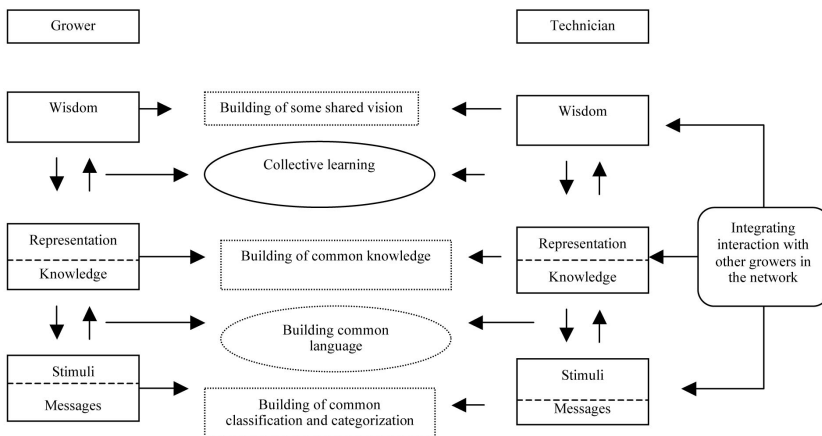 Grower
Technician
Wisdom
Building of some shared vision
Wisdom
Collective learning
Representation
Knowledge
Building of common knowledge
Representation
Knowledge
Integrating
interaction with
other growers in
the network
Building common
language
Stimuli
Messages
Building of common
classification and categorization
Stimuli
Messages